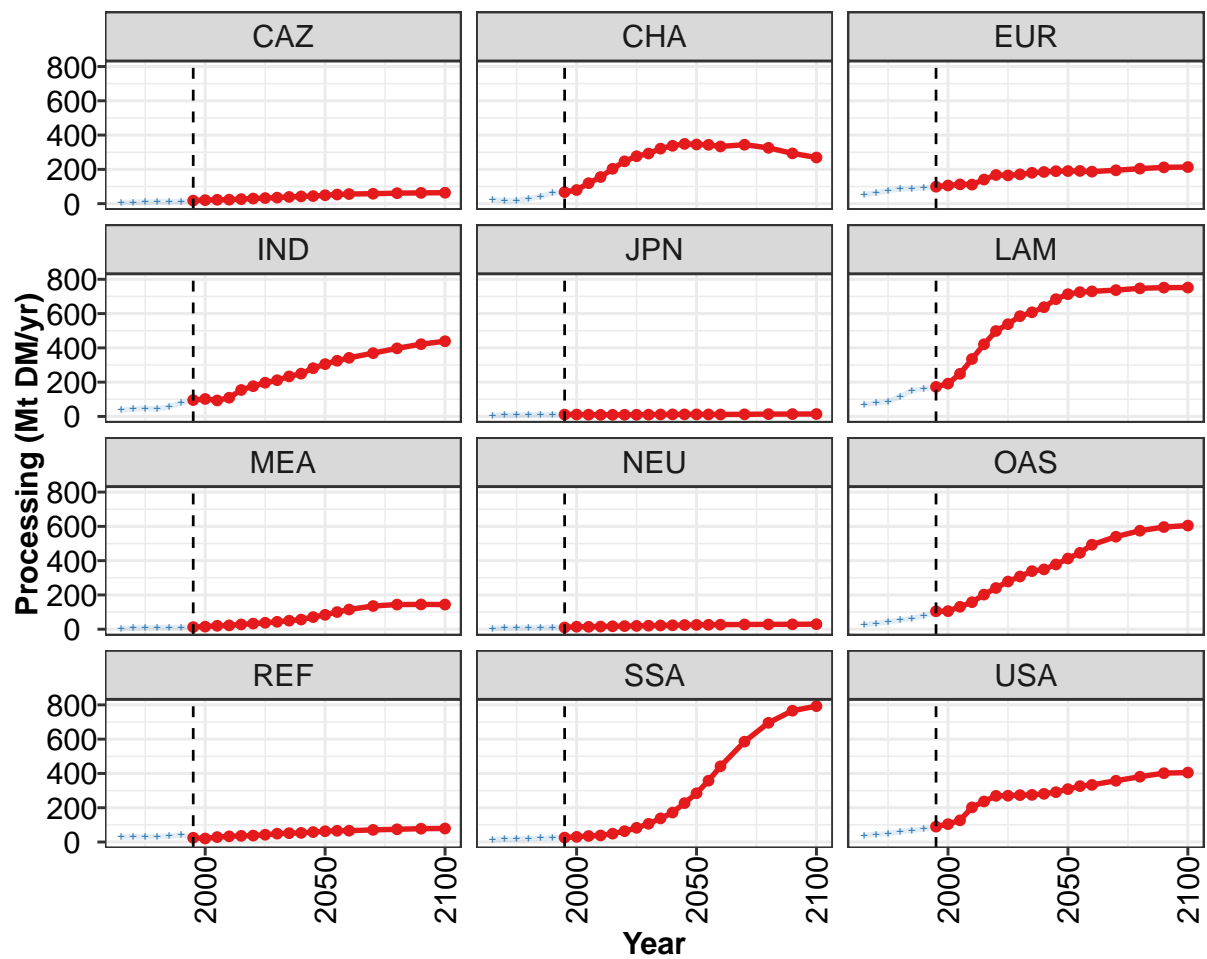 CAZ CHA EUR
800
600
400
200
0
IND JPN LAM
800
600
400
200
0
MEA NEU OAS
800
600
400
200
0
REF SSA USA
800
600
400
200
0
2000 2050 2100 2000 2050 2100 2000 2050 2100
Year
Processing (Mt DM/yr)